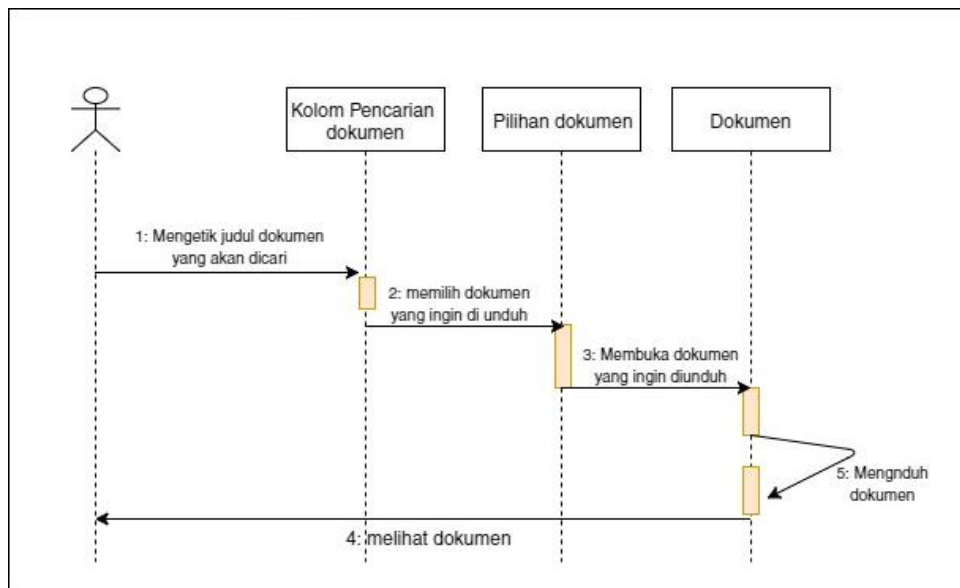 Kolom Pencarian
dokumen
Pilihan dokumen
Dokumen
1: Mengetik judul dokumen
yang akan dicari
2: memilih dokumen
yang ingin di unduh
3: Membuka dokumen
yang ingin diunduh
5: Mengnduh
dokumen
4: melihat dokumen